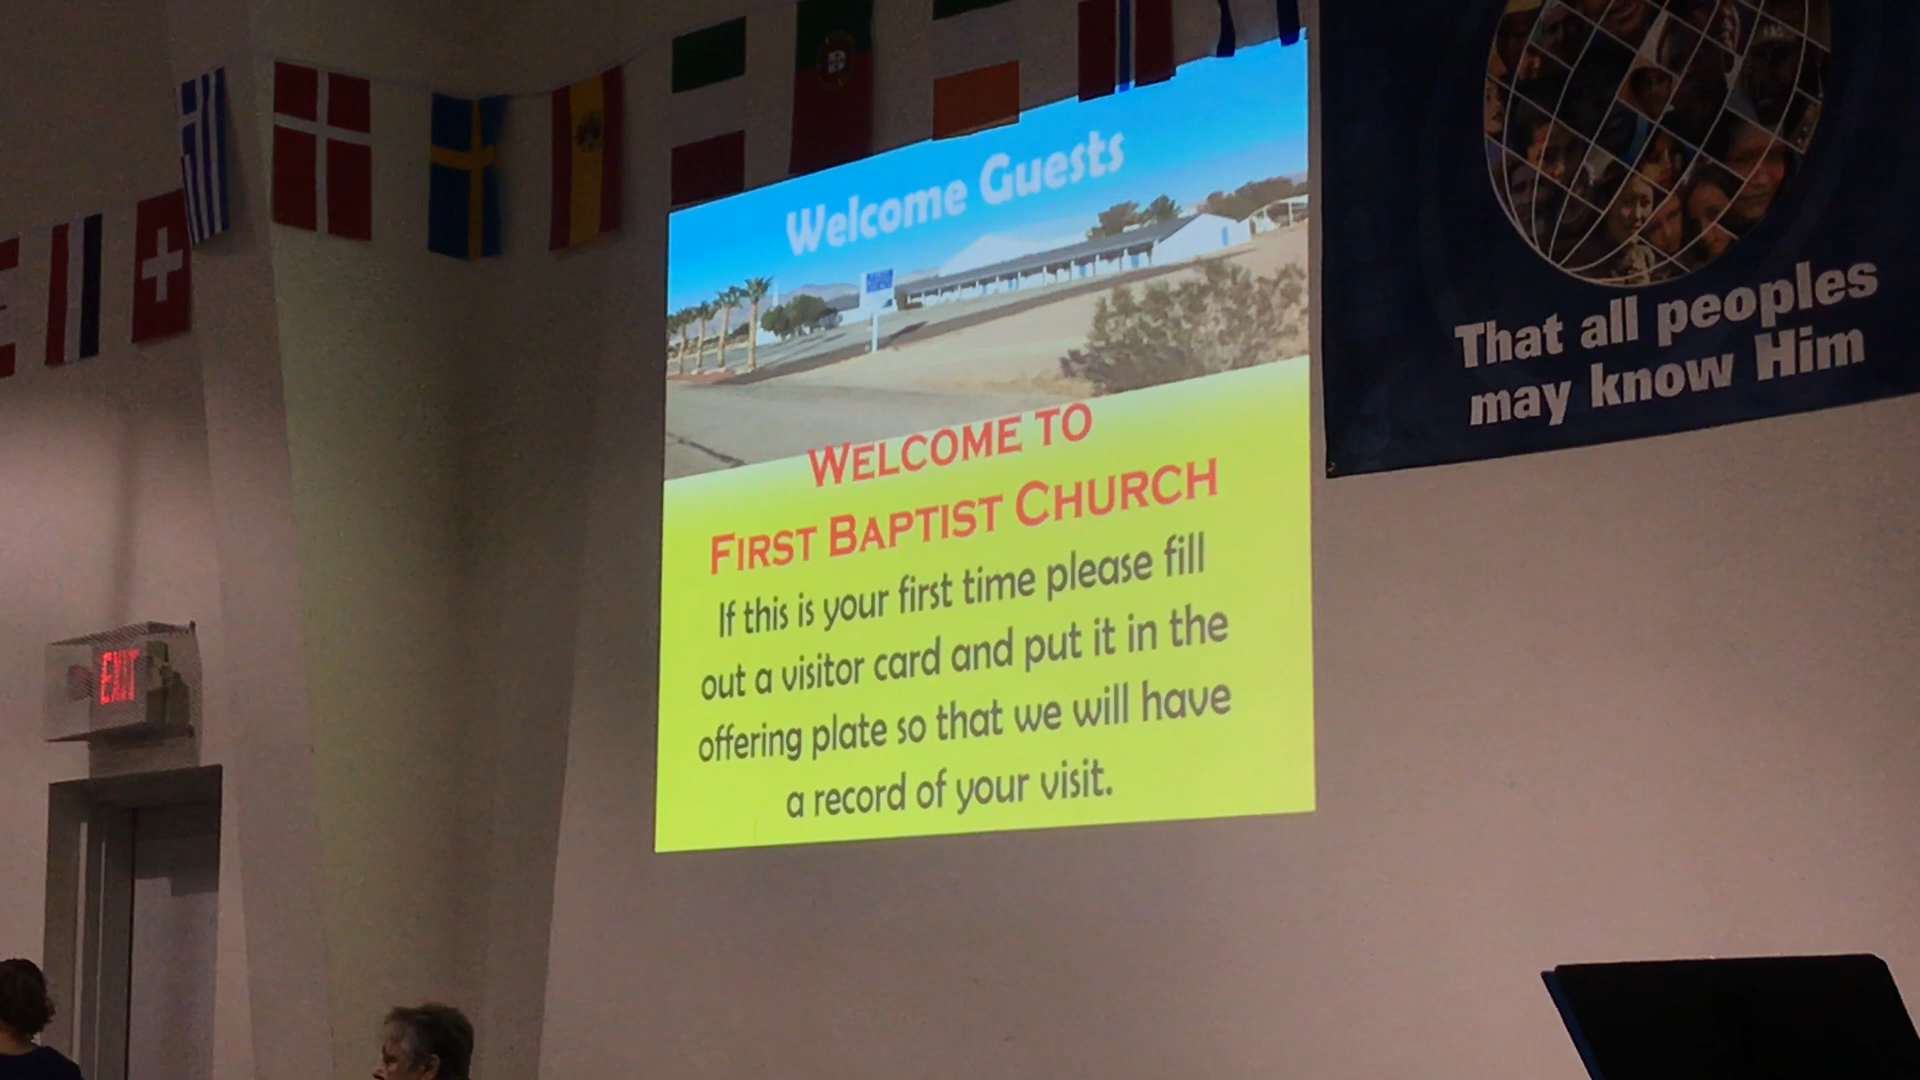 Welcome Guests
WELCOME TO
FIRST BAPTIST CHURCH
If this is your first time please fill
out a visitor card and put it in the
offering plate so that we will have
a record of your visit.
That all peoples
may know Him
EXIT